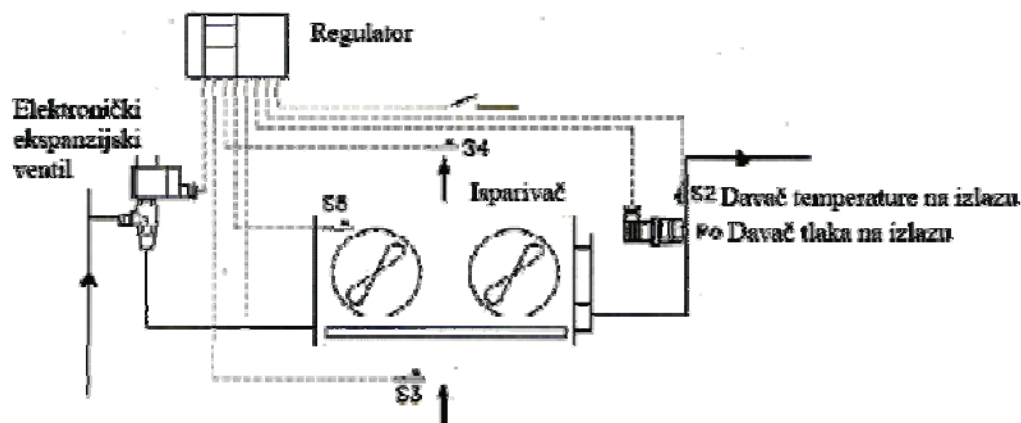 Regulator
Elektronički
ekspanzijski
ventil
S4
Isparivač
S2 Davač temperature na izlazu
S5
Po Davač tlaka na izlazu
S3